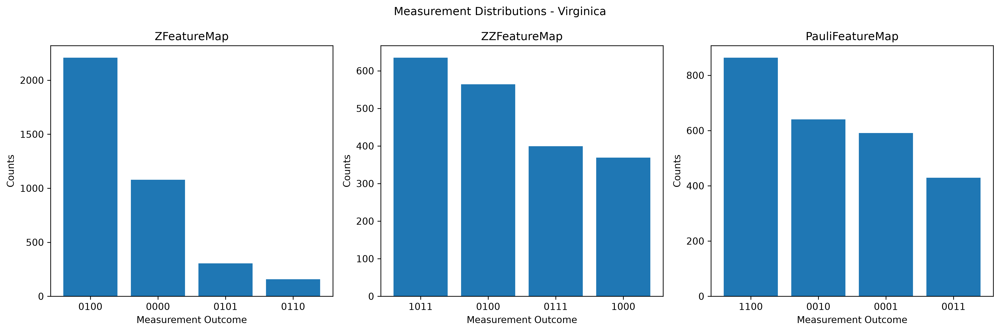 Measurement Distributions - Virginica
ZFeatureMap
2000
1500
1000
500
0
Counts
0100 0000 0101 0110
Measurement Outcome
ZZFeatureMap
600
500
400
300
200
100
0
Counts
1011 0100 0111 1000
Measurement Outcome
PauliFeatureMap
800
600
400
200
0
Counts
1100 0010 0001 0011
Measurement Outcome